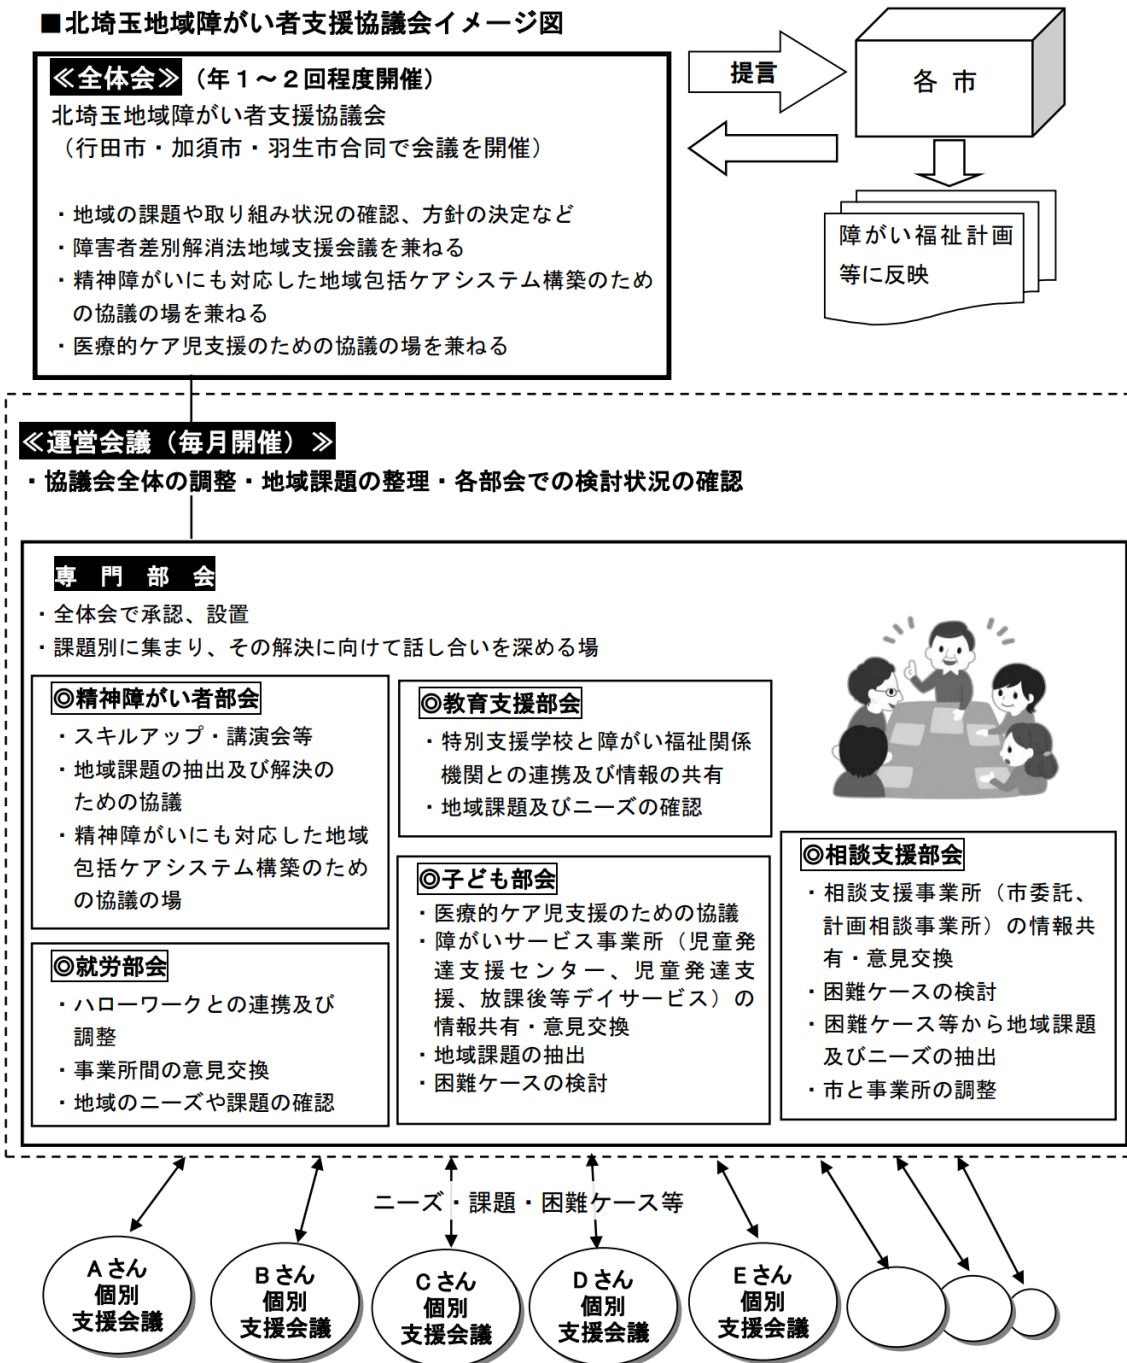 ■北埼玉地域障がい者支援協議会イメージ図
≪全体会≫（年１～２回程度開催）
北埼玉地域障がい者支援協議会
（行田市・加須市・羽生市合同で会議を開催）
・地域の課題や取り組み状況の確認、方針の決定など
・障害者差別解消法地域支援会議を兼ねる
・精神障がいにも対応した地域包括ケアシステム構築のため
の協議の場を兼ねる
・医療的ケア児支援のための協議の場を兼ねる
提言
各 市
障がい福祉計画
等に反映
≪運営会議（毎月開催）≫
・協議会全体の調整・地域課題の整理・各部会での検討状況の確認
専 門 部 会
・全体会で承認、設置
・課題別に集まり、その解決に向けて話し合いを深める場
◎精神障がい者部会
・スキルアップ・講演会等
・地域課題の抽出及び解決の
ための協議
・精神障がいにも対応した地域
包括ケアシステム構築のため
の協議の場
◎就労部会
・ハローワークとの連携及び
調整
・事業所間の意見交換
・地域のニーズや課題の確認
◎教育支援部会
・特別支援学校と障がい福祉関係
機関との連携及び情報の共有
・地域課題及びニーズの確認
◎子ども部会
・医療的ケア児支援のための協議
・障がいサービス事業所（児童発
達支援センター、児童発達支
援、放課後等デイサービス）の
情報共有・意見交換
・地域課題の抽出
・困難ケースの検討
◎相談支援部会
・相談支援事業所（市委託、
計画相談事業所）の情報共
有・意見交換
・困難ケースの検討
・困難ケース等から地域課題
及びニーズの抽出
・市と事業所の調整
ニーズ・課題・困難ケース等
Ａさん
個別
支援会議
Ｂさん
個別
支援会議
Ｃさん
個別
支援会議
Ｄさん
個別
支援会議
Ｅさん
個別
支援会議